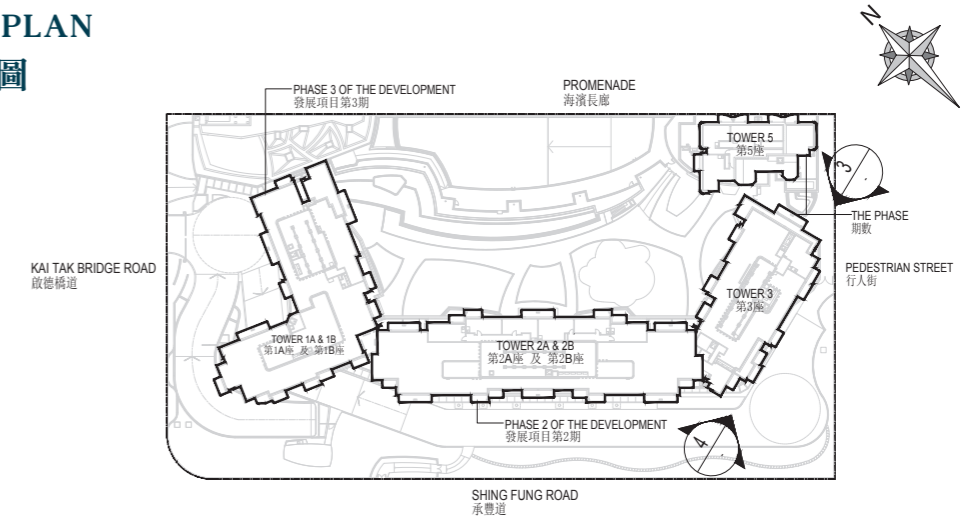 PLAN
圖
N
PHASE 3 OF THE DEVELOPMENT
發展項目第3期
PROMENADE
海濱長廊
TOWER 5
第5座
3
THE PHASE
期數
KAI TAK BRIDGE ROAD
啟德橋道
PEDESTRIAN STREET
行人街
TOWER 3
第3座
TOWER 1A & 1B
第1A座 及 第1B座
TOWER 2A & 2B
第2A座 及 第2B座
PHASE 2 OF THE DEVELOPMENT
發展項目第2期
4
SHING FUNG ROAD
承豐道